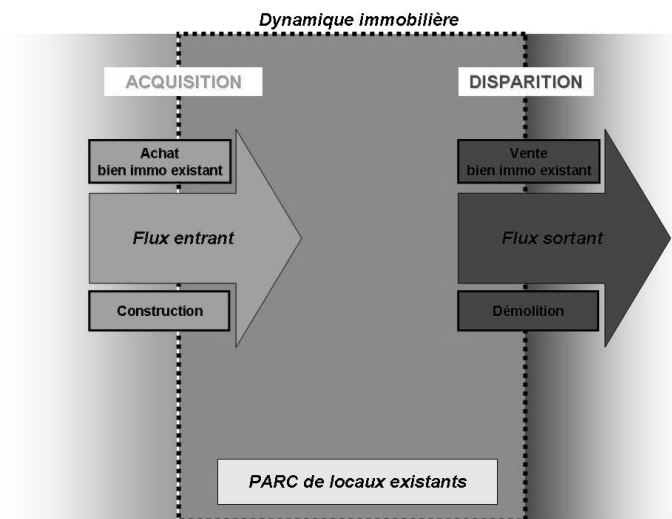 Dynamique immobilière
ACQUISITION
DISPARITION
Achat
bien immo existant
Vente
bien immo existant
Flux entrant
Flux sortant
Construction
Démolition
PARC de locaux existants